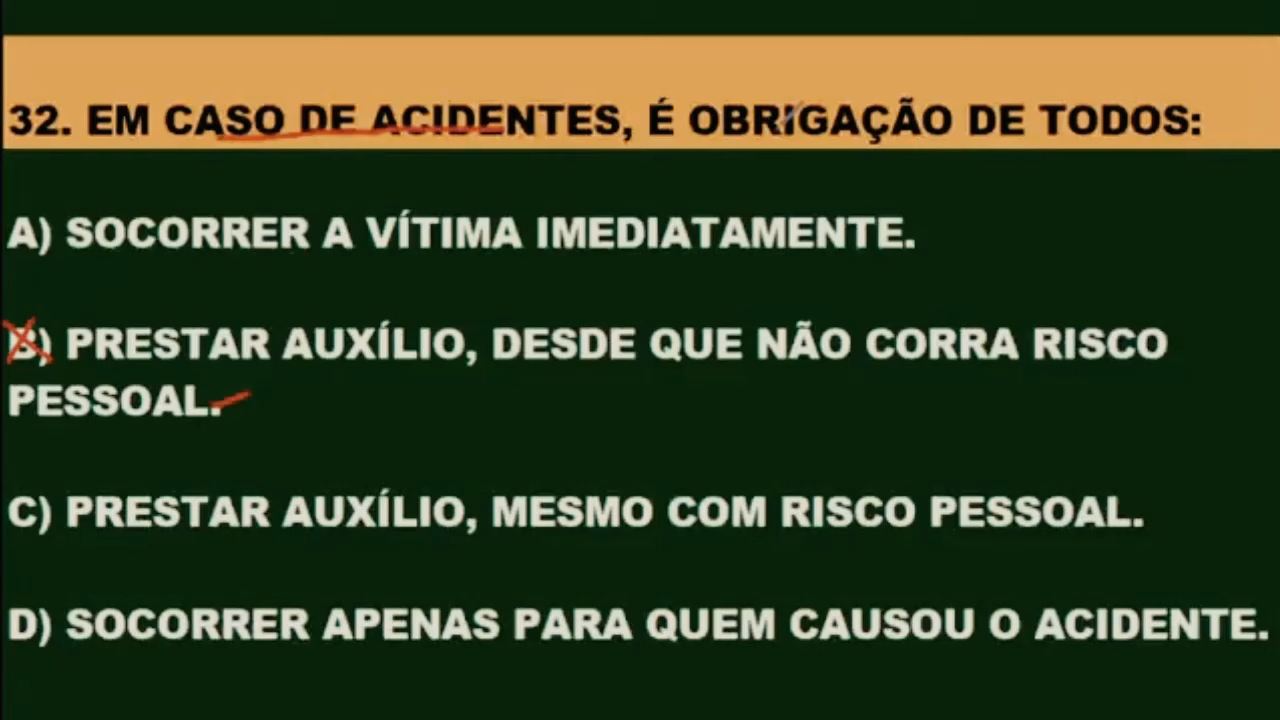 32. EM CASO DE ACIDENTES, É OBRIGAÇÃO DE TODOS:
A) SOCORRER A VÍTIMA IMEDIATAMENTE.
B) PRESTAR AUXÍLIO, DESDE QUE NÃO CORRA RISCO
PESSOAL.
C) PRESTAR AUXÍLIO, MESMO COM RISCO PESSOAL.
D) SOCORRER APENAS PARA QUEM CAUSOU O ACIDENTE.